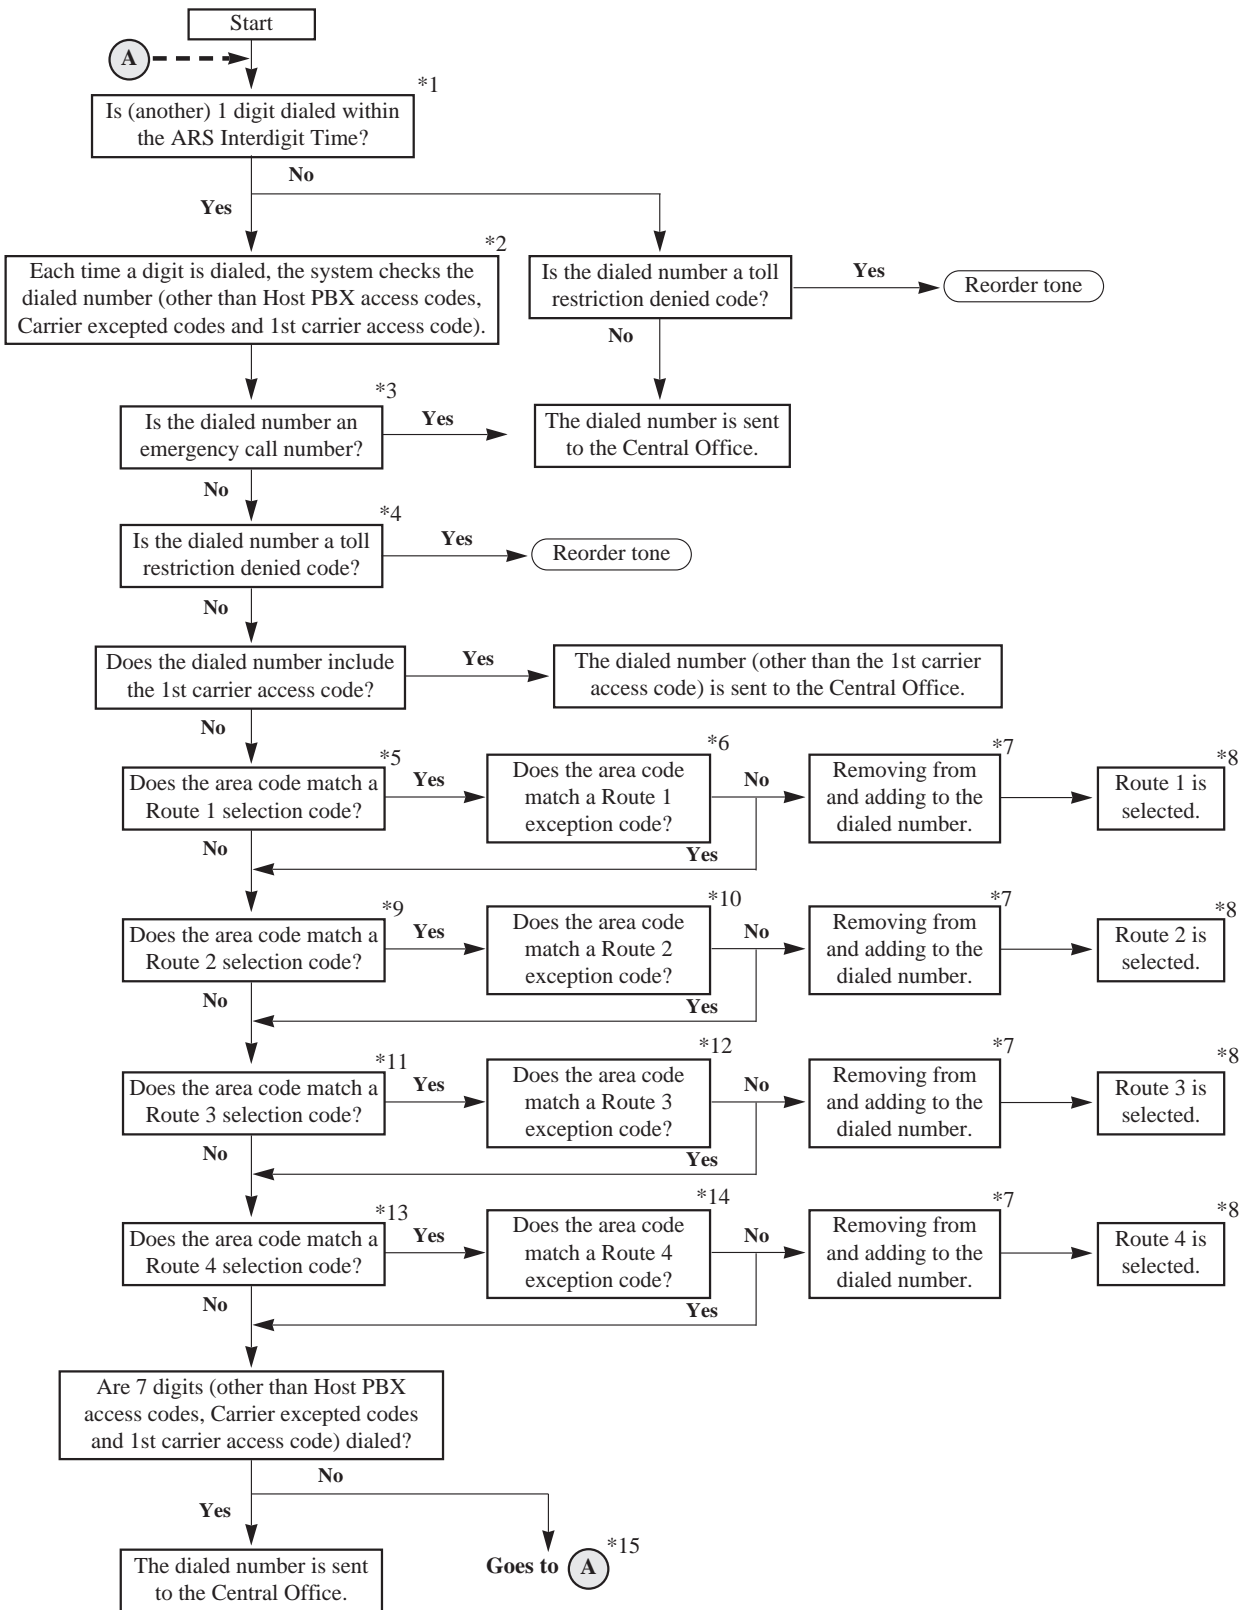 Start
A
*1
Is (another) 1 digit dialed within
the ARS Interdigit Time?
No
Yes
*2
Each time a digit is dialed, the system checks the
dialed number (other than Host PBX access codes,
Carrier excepted codes and 1st carrier access code).
Is the dialed number a toll
restriction denied code?
Yes
Reorder tone
No
*3
Is the dialed number an
emergency call number?
Yes
The dialed number is sent
to the Central Office.
No
*4
Is the dialed number a toll
restriction denied code?
Yes
Reorder tone
No
Does the dialed number include
the 1st carrier access code?
Yes
The dialed number (other than the 1st carrier
access code) is sent to the Central Office.
No
*5
Does the area code match a
Route 1 selection code?
Yes
*6
Does the area code
match a Route 1
exception code?
No
*7
Removing from
and adding to the
dialed number.
*8
Route 1 is
selected.
No
Yes
*9
Does the area code match a
Route 2 selection code?
Yes
*10
Does the area code
match a Route 2
exception code?
No
*7
Removing from
and adding to the
dialed number.
*8
Route 2 is
selected.
No
Yes
*11
Does the area code match a
Route 3 selection code?
Yes
*12
Does the area code
match a Route 3
exception code?
No
*7
Removing from
and adding to the
dialed number.
*8
Route 3 is
selected.
No
Yes
*13
Does the area code match a
Route 4 selection code?
Yes
*14
Does the area code
match a Route 4
exception code?
No
*7
Removing from
and adding to the
dialed number.
*8
Route 4 is
selected.
No
Yes
Are 7 digits (other than Host PBX
access codes, Carrier excepted codes
and 1st carrier access code) dialed?
No
Yes
The dialed number is sent
to the Central Office.
Goes to A
*15